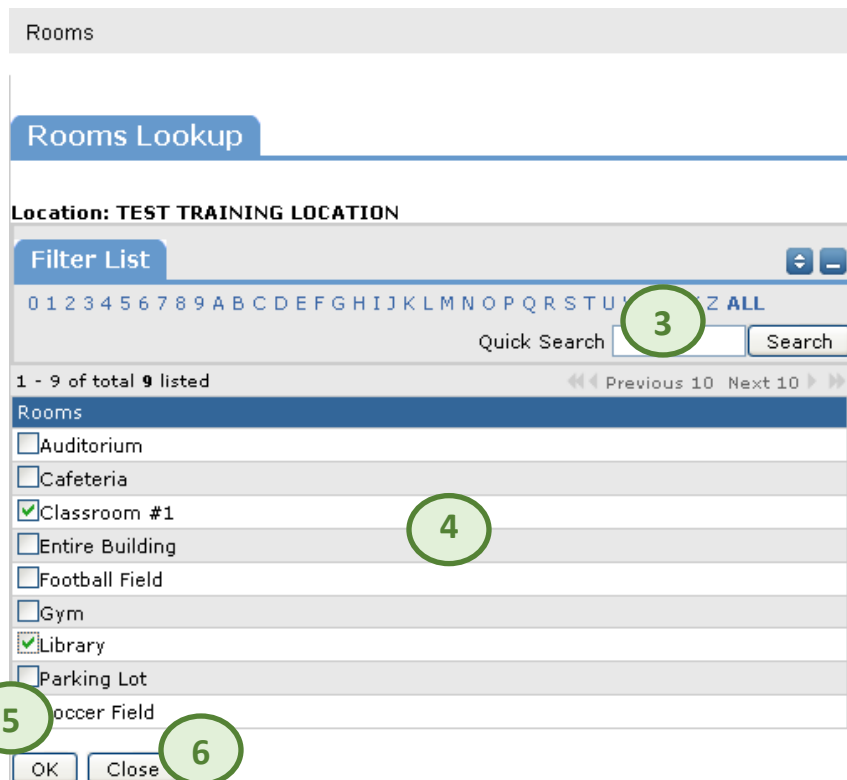 Rooms
Rooms Lookup
Location: TEST TRAINING LOCATION
Filter List
0 1 2 3 4 5 6 7 8 9 A B C D E F G H I J K L M N O P Q R S T U Z ALL
3
Quick Search Search
1 - 9 of total 9 listed Previous 10 Next 10
Rooms
Auditorium
Cafeteria
Classroom #1
4
Entire Building
Football Field
Gym
Library
Parking Lot
5 occer Field
6
OK Close